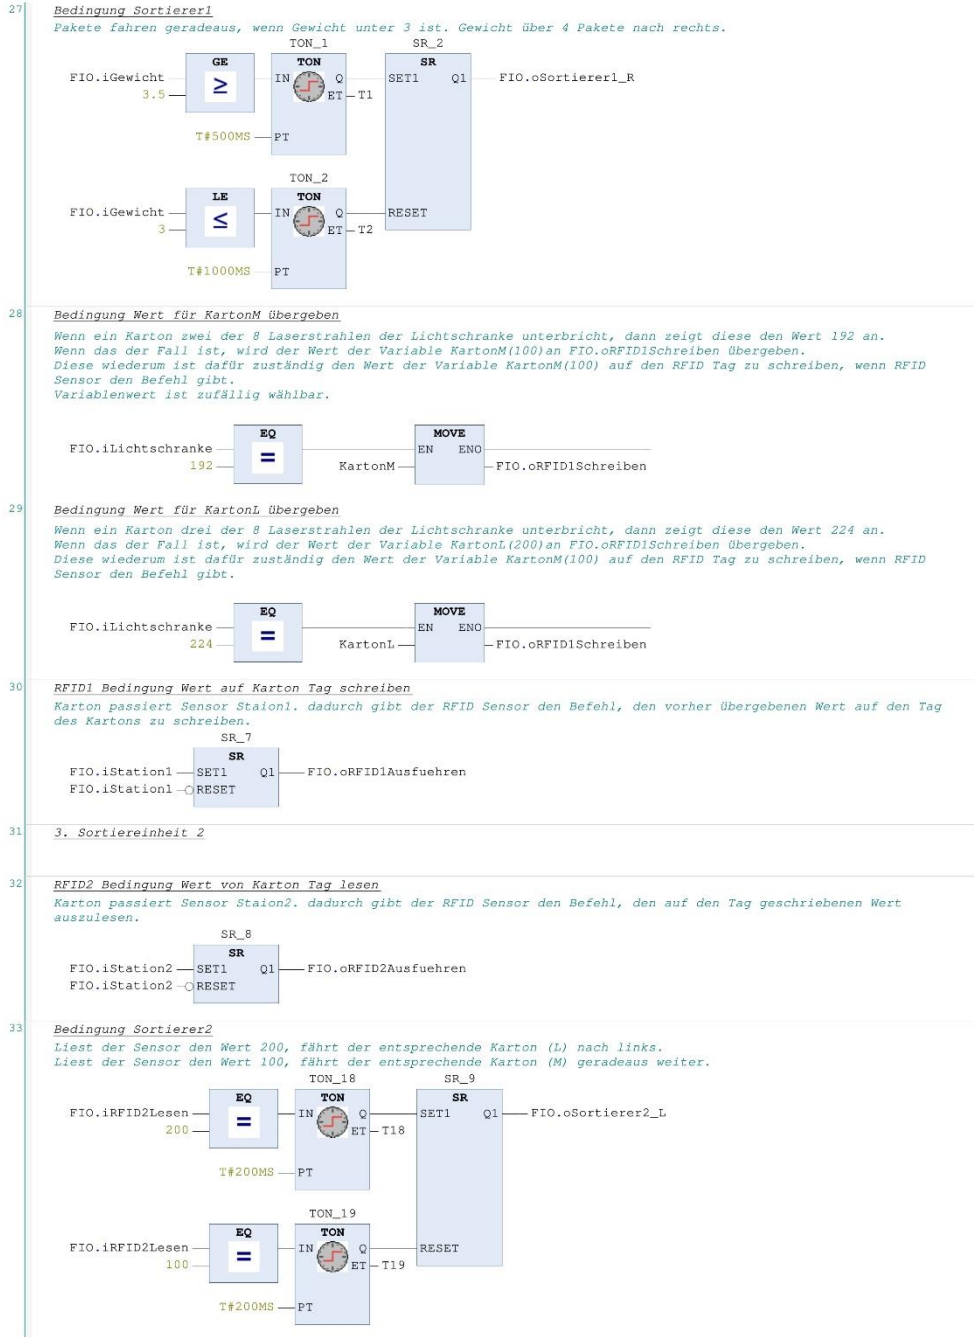 27
Bedingung Sortierer1
Pakete fahren geradeaus, wenn Gewicht unter 3 ist. Gewicht über 4 Pakete nach rechts.
TON_1 SR_2
GE TON SR
FIO.iGewicht IN Q SET1 Q1 FIO.oSortierer1_R
3.5 ≥ ET T1
T#500MS PT
TON_2
LE TON
FIO.iGewicht IN Q RESET
3 ≤ ET T2
T#1000MS PT
28
Bedingung Wert für KartonM übergeben
Wenn ein Karton zwei der 8 Laserstrahlen der Lichtschranke unterbricht, dann zeigt diese den Wert 192 an.
Wenn das der Fall ist, wird der Wert der Variable KartonM(100)an FIO.oRFID1Schreiben übergeben.
Diese wiederum ist dafür zuständig den Wert der Variable KartonM(100) auf den RFID Tag zu schreiben, wenn RFID
Sensor den Befehl gibt.
Variablenwert ist zufällig wählbar.
EQ MOVE
FIO.iLichtschranke EN ENO
192 = KartonM FIO.oRFID1Schreiben
29
Bedingung Wert für KartonL übergeben
Wenn ein Karton drei der 8 Laserstrahlen der Lichtschranke unterbricht, dann zeigt diese den Wert 224 an.
Wenn das der Fall ist, wird der Wert der Variable KartonL(200)an FIO.oRFID1Schreiben übergeben.
Diese wiederum ist dafür zuständig den Wert der Variable KartonM(100) auf den RFID Tag zu schreiben, wenn RFID
Sensor den Befehl gibt.
EQ MOVE
FIO.iLichtschranke EN ENO
224 = KartonL FIO.oRFID1Schreiben
30
RFID1 Bedingung Wert auf Karton Tag schreiben
Karton passiert Sensor Staion1. dadurch gibt der RFID Sensor den Befehl, den vorher übergebenen Wert auf den Tag
des Kartons zu schreiben.
SR_7
SR
FIO.iStation1 SET1 Q1 FIO.oRFID1Ausfuehren
FIO.iStation1 RESET
31
3. Sortiereinheit 2
32
RFID2 Bedingung Wert von Karton Tag lesen
Karton passiert Sensor Staion2. dadurch gibt der RFID Sensor den Befehl, den auf den Tag geschriebenen Wert
auszulesen.
SR_8
SR
FIO.iStation2 SET1 Q1 FIO.oRFID2Ausfuehren
FIO.iStation2 RESET
33
Bedingung Sortierer2
Liest der Sensor den Wert 200, fährt der entsprechende Karton (L) nach links.
Liest der Sensor den Wert 100, fährt der entsprechende Karton (M) geradeaus weiter.
TON_18 SR_9
EQ TON SR
FIO.iRFID2Lesen IN Q SET1 Q1 FIO.oSortierer2_L
200 = ET T18
T#200MS PT
TON_19
EQ TON
FIO.iRFID2Lesen IN Q RESET
100 = ET T19
T#200MS PT